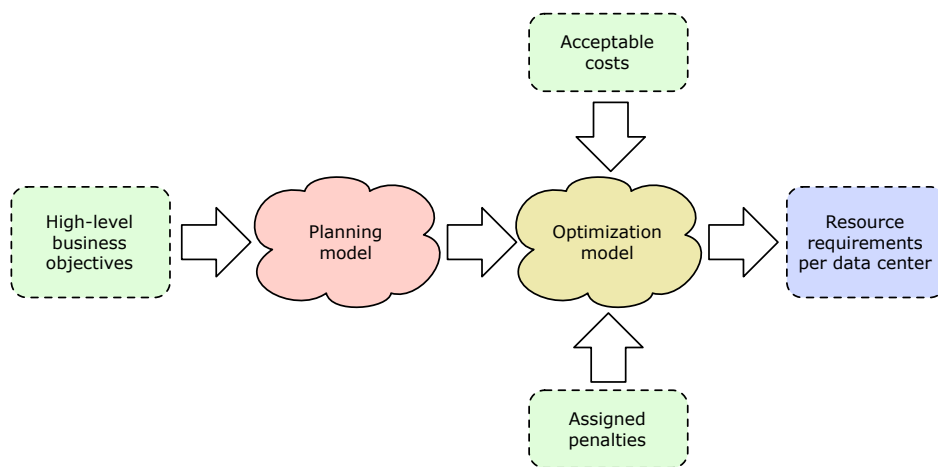 Acceptable
costs
High-level
business
objectives
Planning
model
Optimization
model
Resource
requirements
per data center
Assigned
penalties